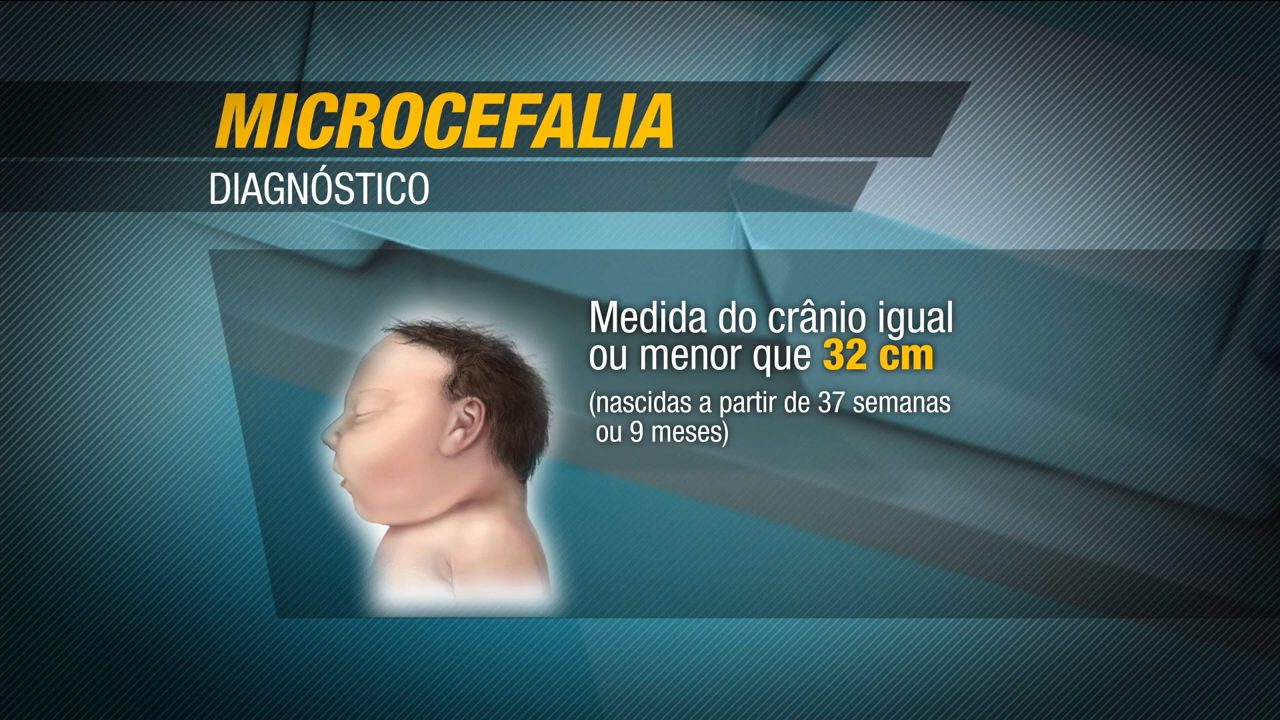 MICROCEFALIA
DIAGNÓSTICO
Medida do crânio igual
ou menor que 32 cm
(nascidas a partir de 37 semanas
ou 9 meses)